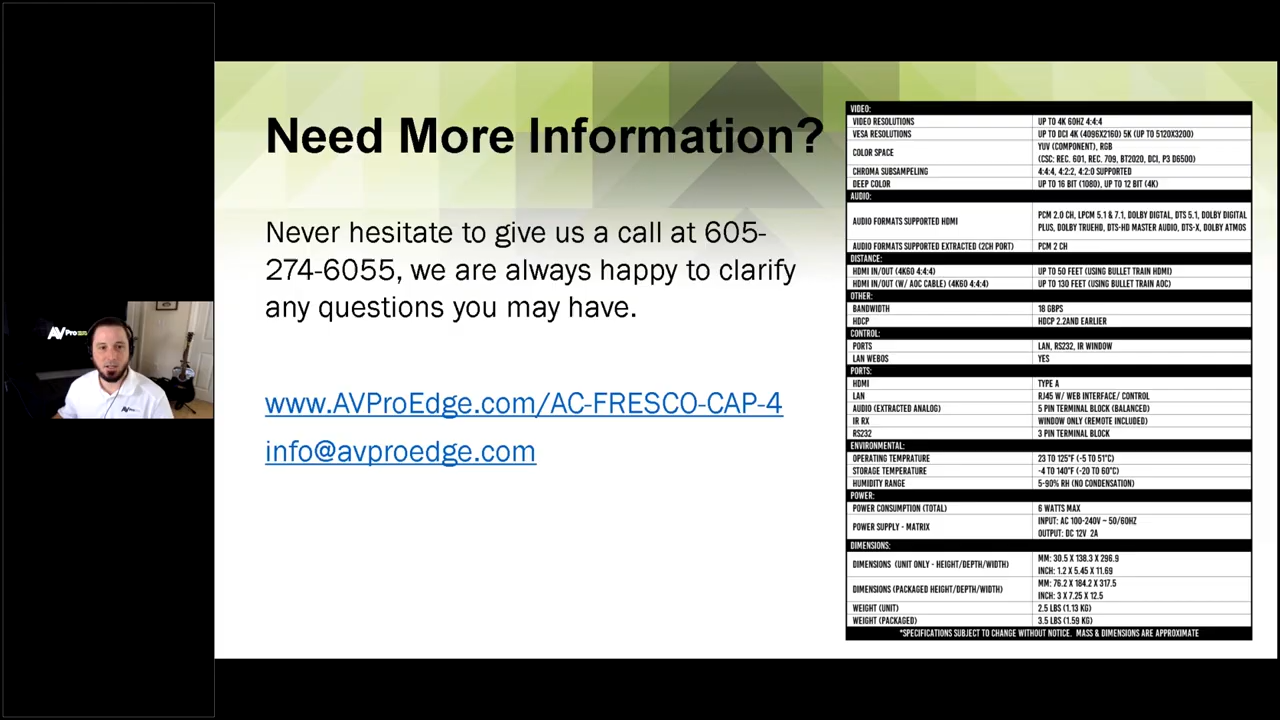 Need More Information?
Never hesitate to give us a call at 605-
274-6055, we are always happy to clarify
any questions you may have.
www.AVProEdge.com/AC-FRESCO-CAP-4
info@avproedge.com
AVPro
VIDEO:
VIDEO RESOLUTIONS UP TO 4K 60HZ 4:4:4
VESA RESOLUTIONS UP TO DCI 4K (4096X2160) 5K (UP TO 5120X3200)
COLOR SPACE YUV (COMPONENT), RGB
(CSC: REC. 601, REC. 709, BT2020, DCI, P3 D6500)
CHROMA SUBSAMPELING 4:4:4, 4:2:2, 4:2:0 SUPPORTED
DEEP COLOR UP TO 16 BIT (1080), UP TO 12 BIT (4K)
AUDIO:
AUDIO FORMATS SUPPORTED HDMI PCM 2.0 CH, LPCM 5.1 & 7.1, DOLBY DIGTAL, DTS 5.1, DOLBY DIGITAL
PLUS, DOLBY TRUEHD, DTS-HD MASTER AUDIO, DTS-X, DOLBY ATMOS
AUDIO FORMATS SUPPORTED EXTRACTED (2CH PORT) PCM 2 CH
DISTANCE:
HDMI IN/OUT (4K60 4:4:4) UP TO 50 FEET (USING BULLET TRAIN HDMI)
HDMI IN/OUT (W/ AOC CABLE) (4K60 4:4:4) UP TO 130 FEET (USING BULLET TRAIN AOC)
OTHER:
BANDWIDTH 18 GBPS
HDCP HDCP 2.2AND EARLIER
CONTROL:
PORTS LAN, RS232, IR WINDOW
LAN WEBOS YES
PORTS:
HDMI TYPE A
LAN RJ45 W/ WEB INTERFACE/ CONTROL
AUDIO (EXTRACTED ANALOG) 5 PIN TERMINAL BLOCK (BALANCED)
IR RX WINDOW ONLY (REMOTE INCLUDED)
RS232 3 PIN TERMINAL BLOCK
ENVIRONMENTAL:
OPERATING TEMPRATURE 23 TO 125°F (-5 TO 51°C)
STORAGE TEMPERATURE -4 TO 140°F (-20 TO 60°C)
HUMIDITY RANGE 5-90% RH (NO CONDENSATION)
POWER:
POWER CONSUMPTION (TOTAL) 6 WATTS MAX
POWER SUPPLY - MATRIX INPUT: AC 100-240V ~ 50/60HZ
OUTPUT: DC 12V 2A
DIMENSIONS:
DIMENSIONS (UNIT ONLY - HEIGHT/DEPTH/WIDTH) MM: 30.5 X 138.3 X 296.9
INCH: 1.2 X 5.45 X 11.69
DIMENSIONS (PACKAGED HEIGHT/DEPTH/WIDTH) MM: 76.2 X 184.2 X 317.5
INCH: 3 X 7.25 X 12.5
WEIGHT (UNIT) 2.5 LBS (1.13 KG)
WEIGHT (PACKAGED) 3.5 LBS (1.59 KG)
*SPECIFICATIONS SUBJECT TO CHANGE WITHOUT NOTICE. MASS & DIMENSIONS ARE APPROXIMATE